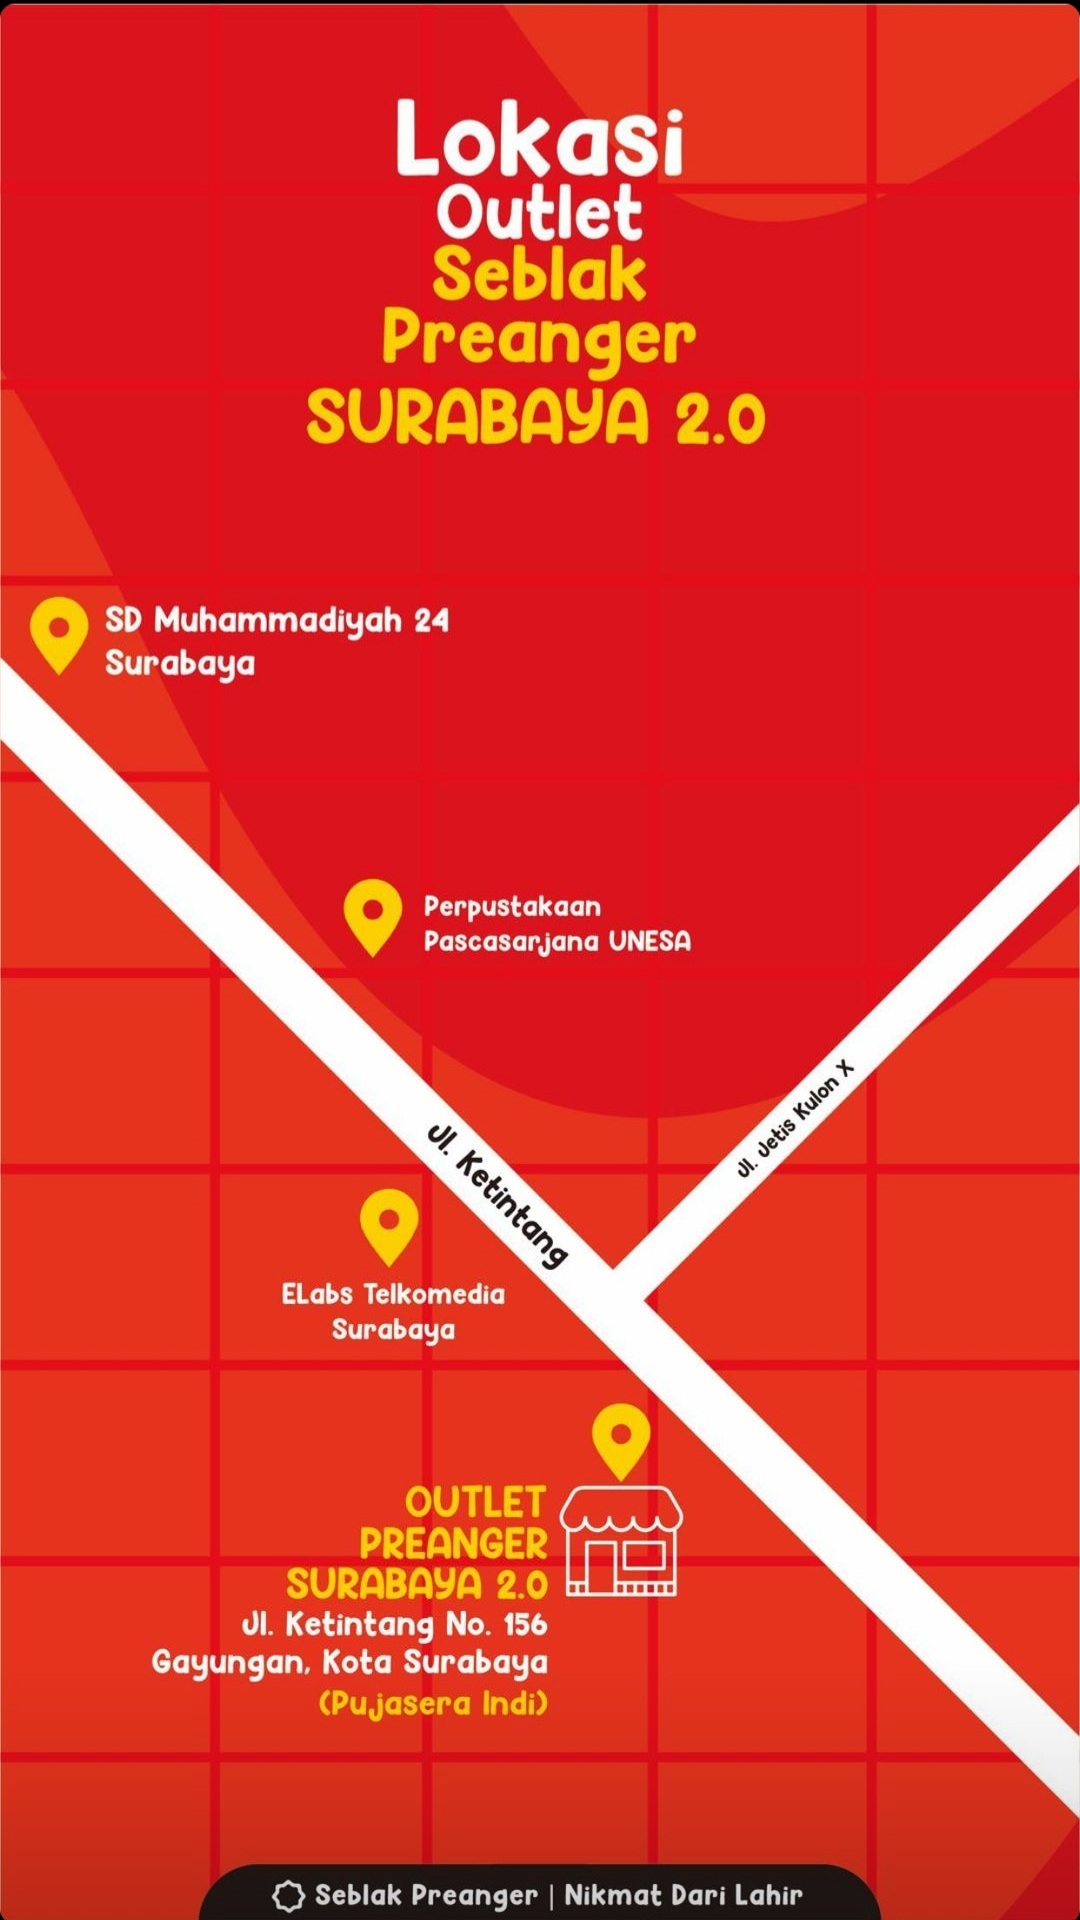 Lokasi
Outlet
Seblak
Preanger
SURABAYA 2.0
SD Muhammadiyah 24
Surabaya
Perpustakaan
Pascasarjana UNESA
Jl. Jetis Kulon X
Jl. Ketintang
ELabs Telkomedia
Surabaya
OUTLET
PREANGER
SURABAYA 2.0
Jl. Ketintang No. 156
Gayungan, Kota Surabaya
(Pujasera Indi)
Seblak Preanger | Nikmat Dari Lahir